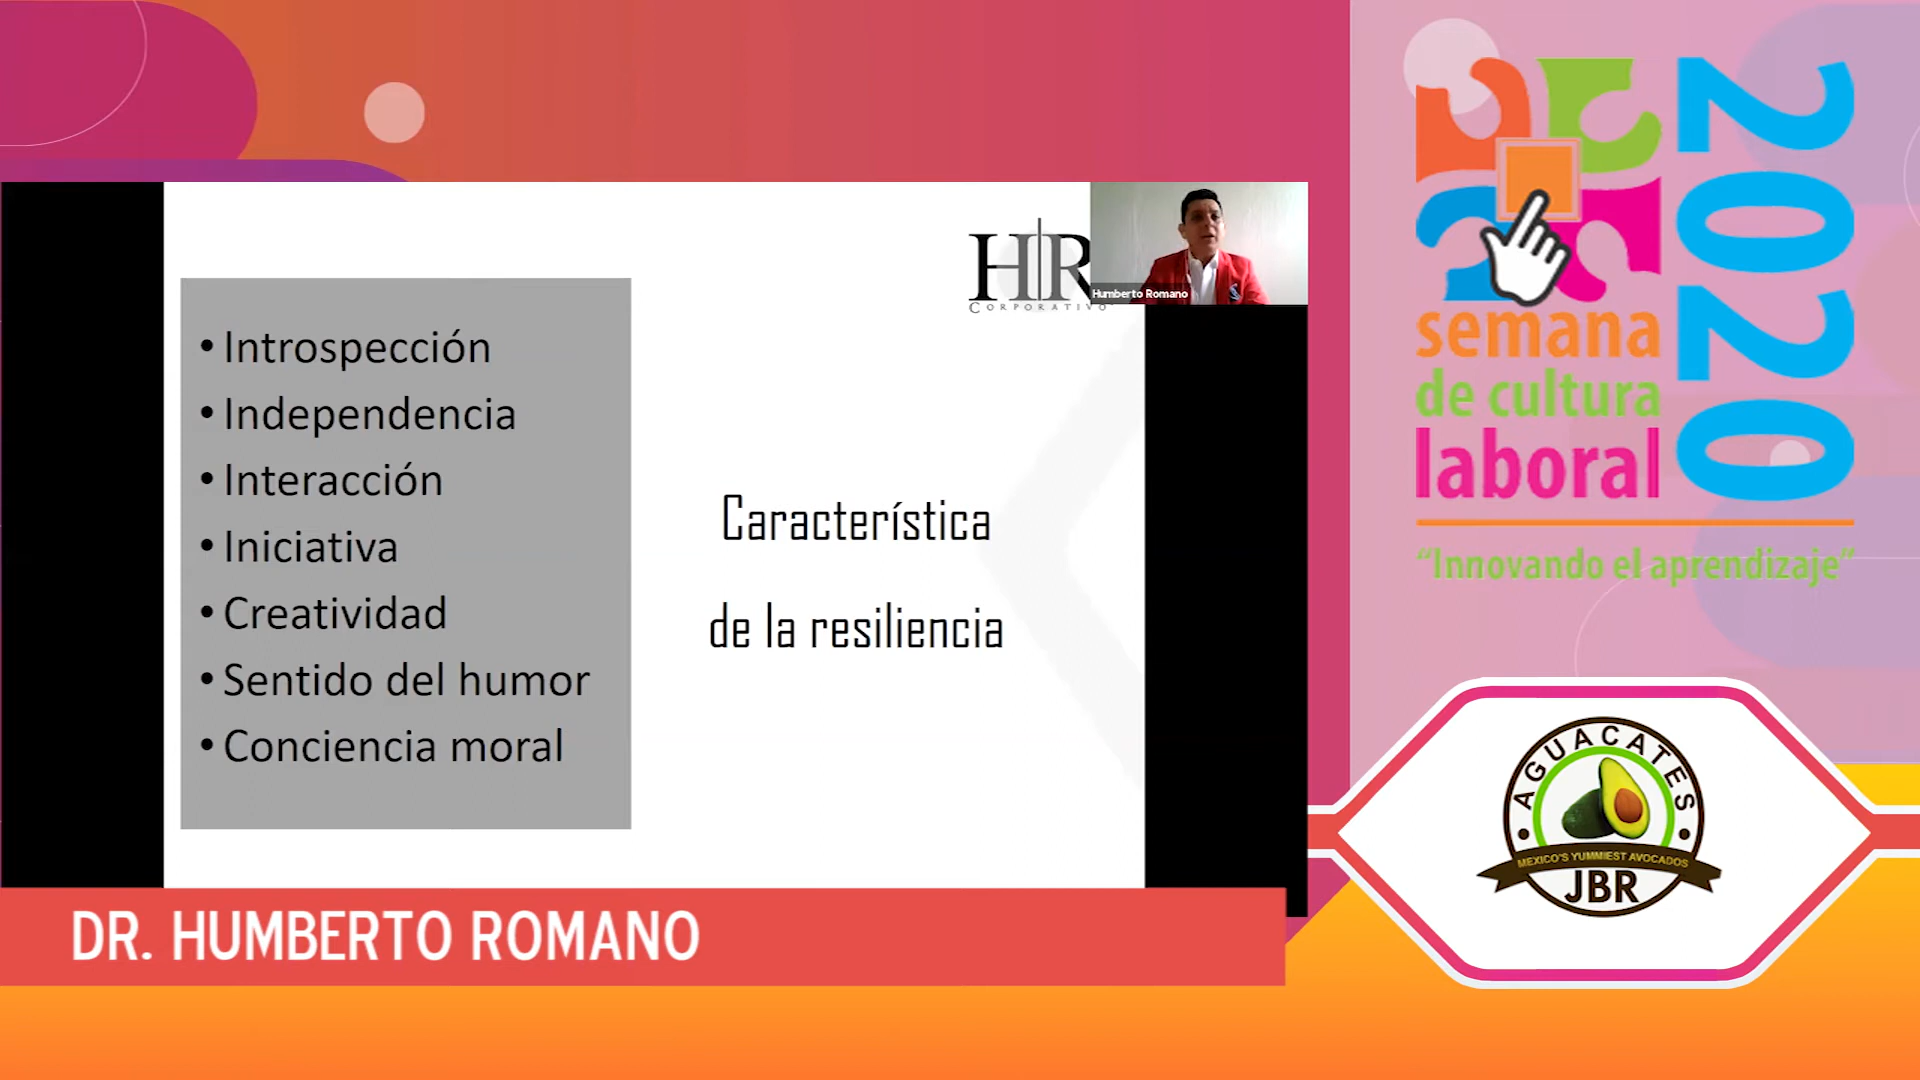 • Introspección
• Independencia
• Interacción
• Iniciativa
• Creatividad
• Sentido del humor
• Conciencia moral
Característica
de la resiliencia
HR
CORPORATIVO
Humberto Romano
DR. HUMBERTO ROMANO
semana
de cultura
laboral
2020
“Innovando el aprendizaje”
AGUACATES
MEXICO'S YUMMIEST AVOCADOS
JBR